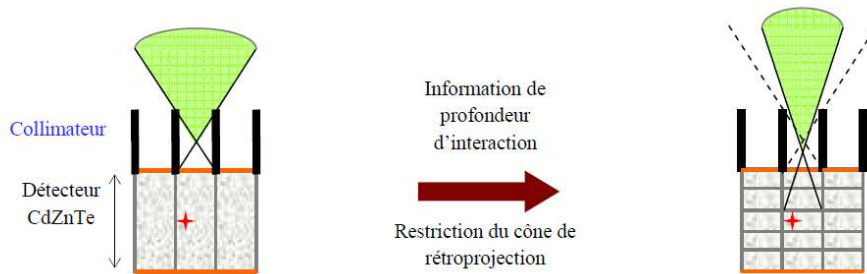 Collimateur
Détecteur
CdZnTe
Information de
profondeur
d'interaction
Restriction du cône de
rétroprojection